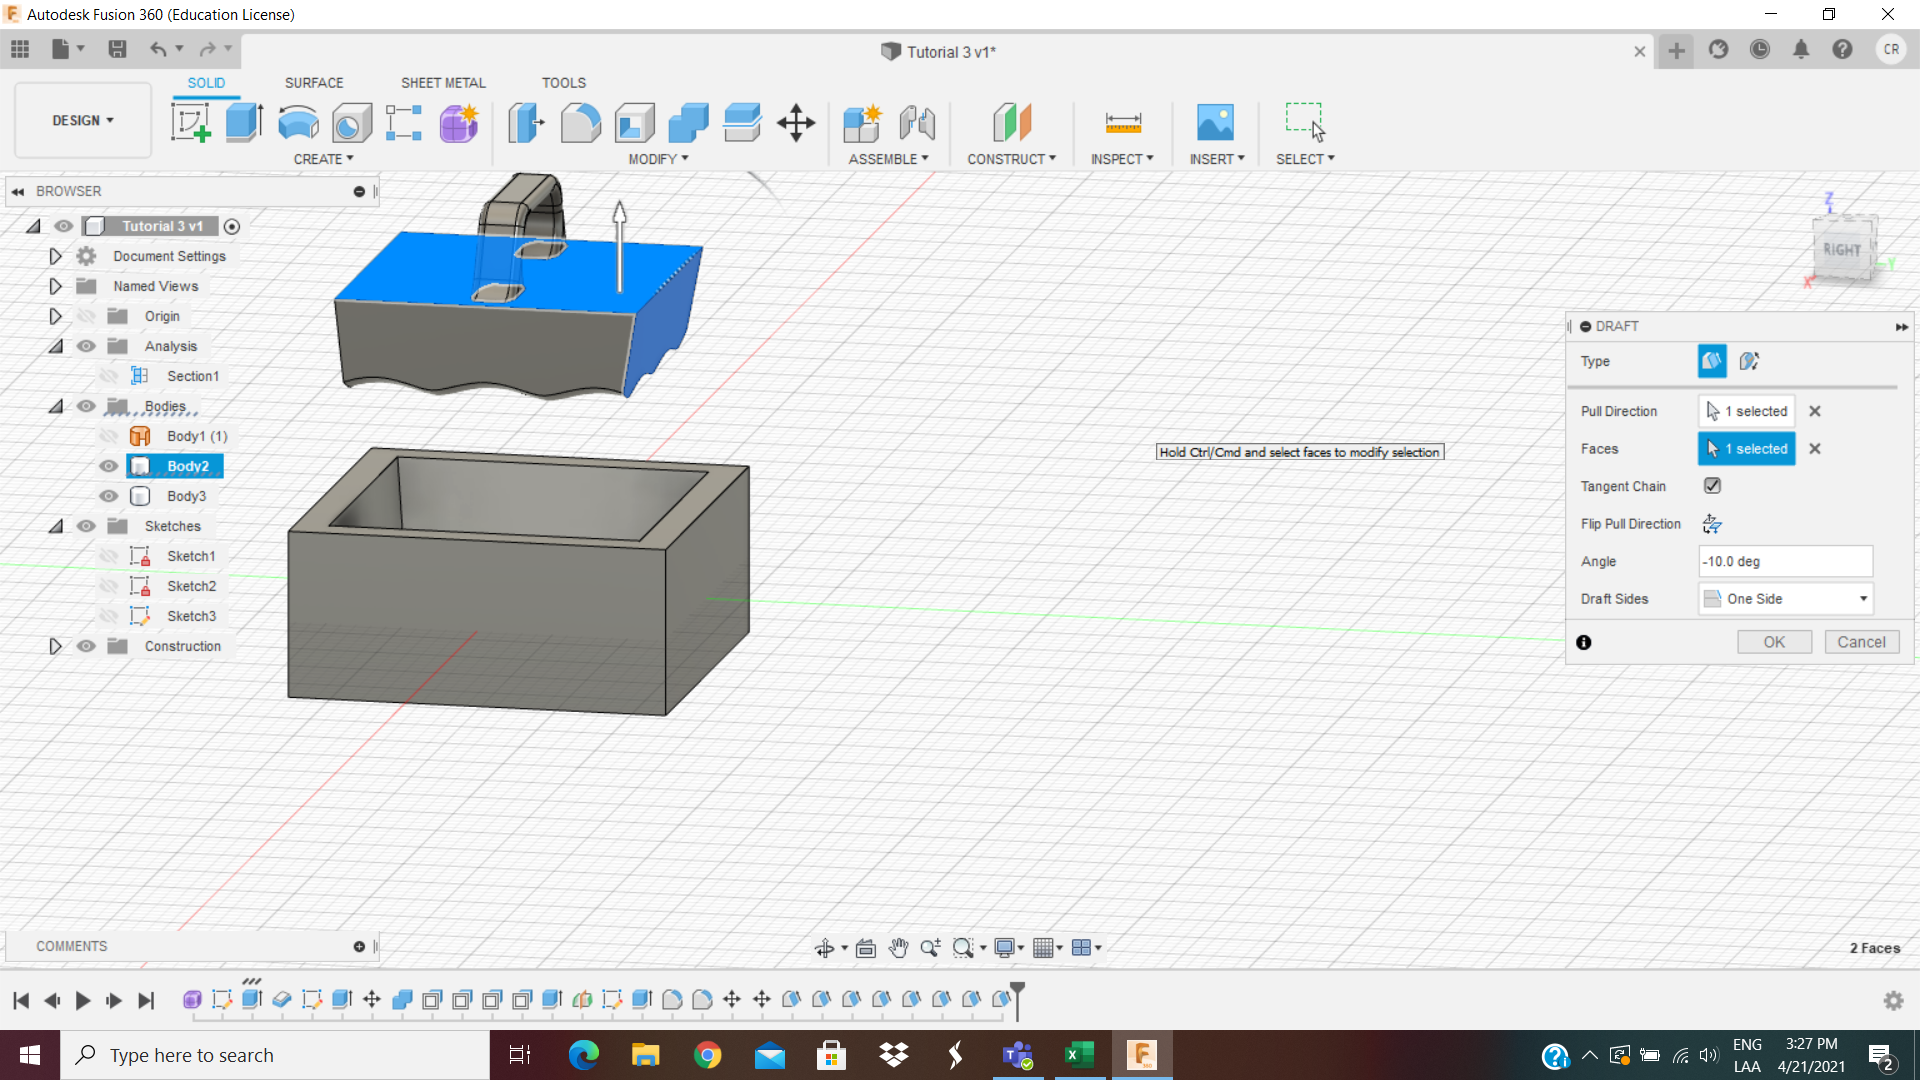 Autodesk Fusion 360 (Education License)
Tutorial 3 v1*
CR
SOLID SURFACE SHEET METAL TOOLS
DESIGN
CREATE MODIFY ASSEMBLE CONSTRUCT INSPECT INSERT SELECT
BROWSER
Tutorial 3 v1
Document Settings
Named Views
Origin
Analysis
Section1
Bodies
Body1 (1)
Body2
Body3
Sketches
Sketch1
Sketch2
Sketch3
Construction
Z
RIGHT
Y
X
DRAFT
Type
Pull Direction 1 selected
Faces 1 selected
Tangent Chain
Flip Pull Direction
Angle -10.0 deg
Draft Sides One Side
OK Cancel
Hold Ctrl/Cmd and select faces to modify selection
COMMENTS
2 Faces
Type here to search
ENG
LAA
3:27 PM
4/21/2021
2